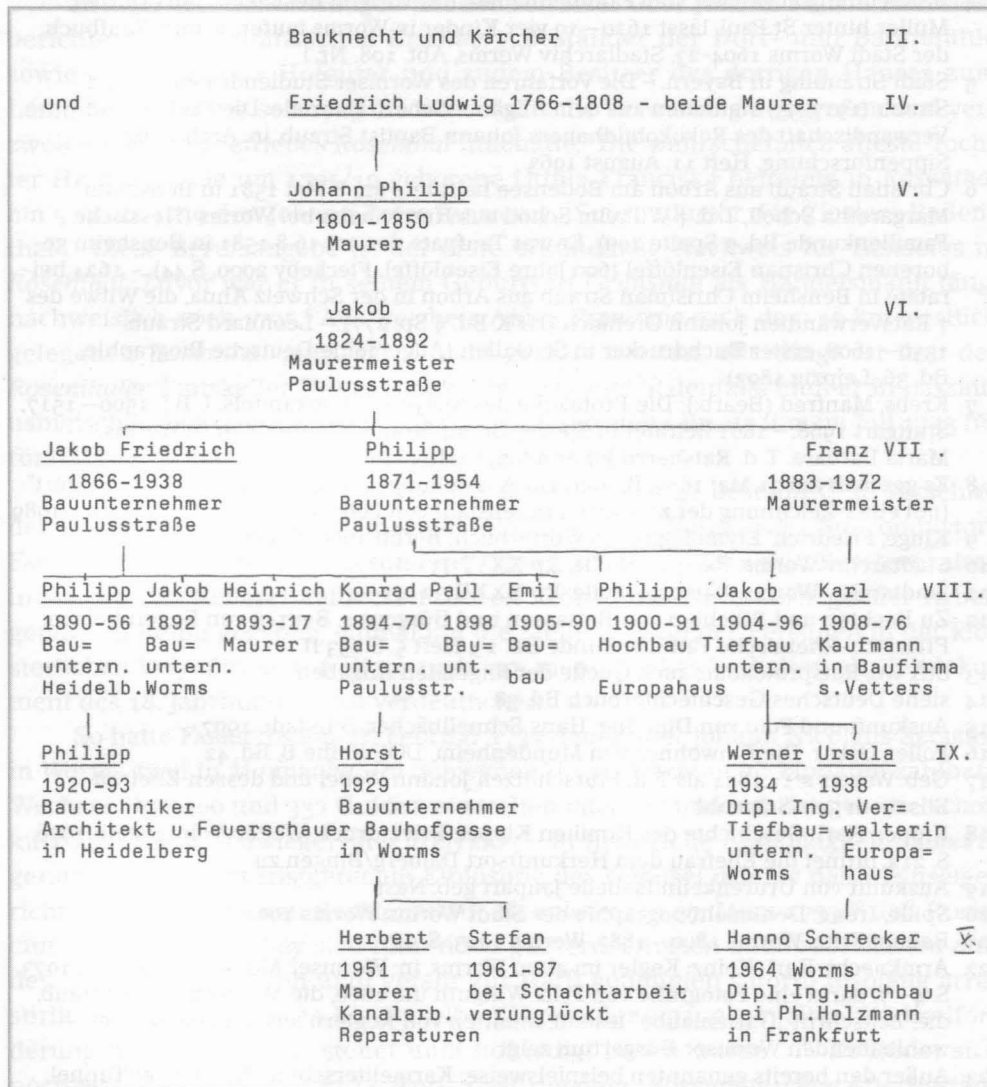 Bauknecht und Kärcher II.
und Friedrich Ludwig 1766-1808 beide Maurer IV.
Johann Philipp V.
1801-1850
Maurer
Jakob VI.
1824-1892
Maurermeister
Paulusstraße
Jakob Friedrich Philipp Franz VII
1866-1938 1871-1954 1883-1972
Bauunternehmer Bauunternehmer Maurermeister
Paulusstraße Paulusstraße
Philipp Jakob Heinrich Konrad Peter Emil Philipp Jakob Karl VIII.
1890-56 1892 1893-17 1894-70 1898 1905-90 1900-91 1904-96 1908-76
Bau= Bau= Maurer Bau= Bau= Bau= Hochbau Tiefbau= Kaufmann
untern. untern. untern. unt. untern. in Baufirma
bau
Heidelb. Worms Paulusstr. Europahaus s.Vetters
Philipp Horst Werner Ursula IX.
1920-93 1929 1934 1938
Bautechniker Bauunternehmer Dipl.Ing. Ver=
Architekt u.Feuerschauer Bauhofgasse Tiefbau= walterin
in Heidelberg in Worms untern. Europa=
Worms haus
Herbert Stefan Hanno Schrecker X.
1951 1961-87 1964 Worms
Maurer bei Schachtarbeit Dipl.Ing.Hochbau
Kanalarb verunglückt bei Ph.Holzmann
Reparaturen in Frankfurt